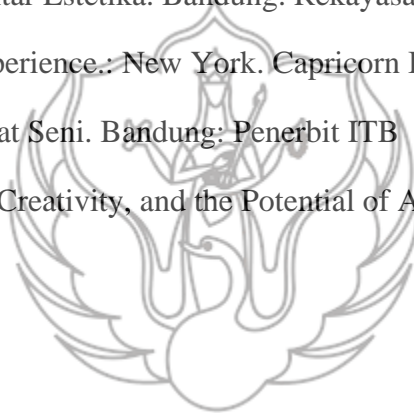 tar Estetika. Bandung: Rekayasa
perience.: New York. Capricorn
at Seni. Bandung: Penerbit ITB
Creativity, and the Potential of A